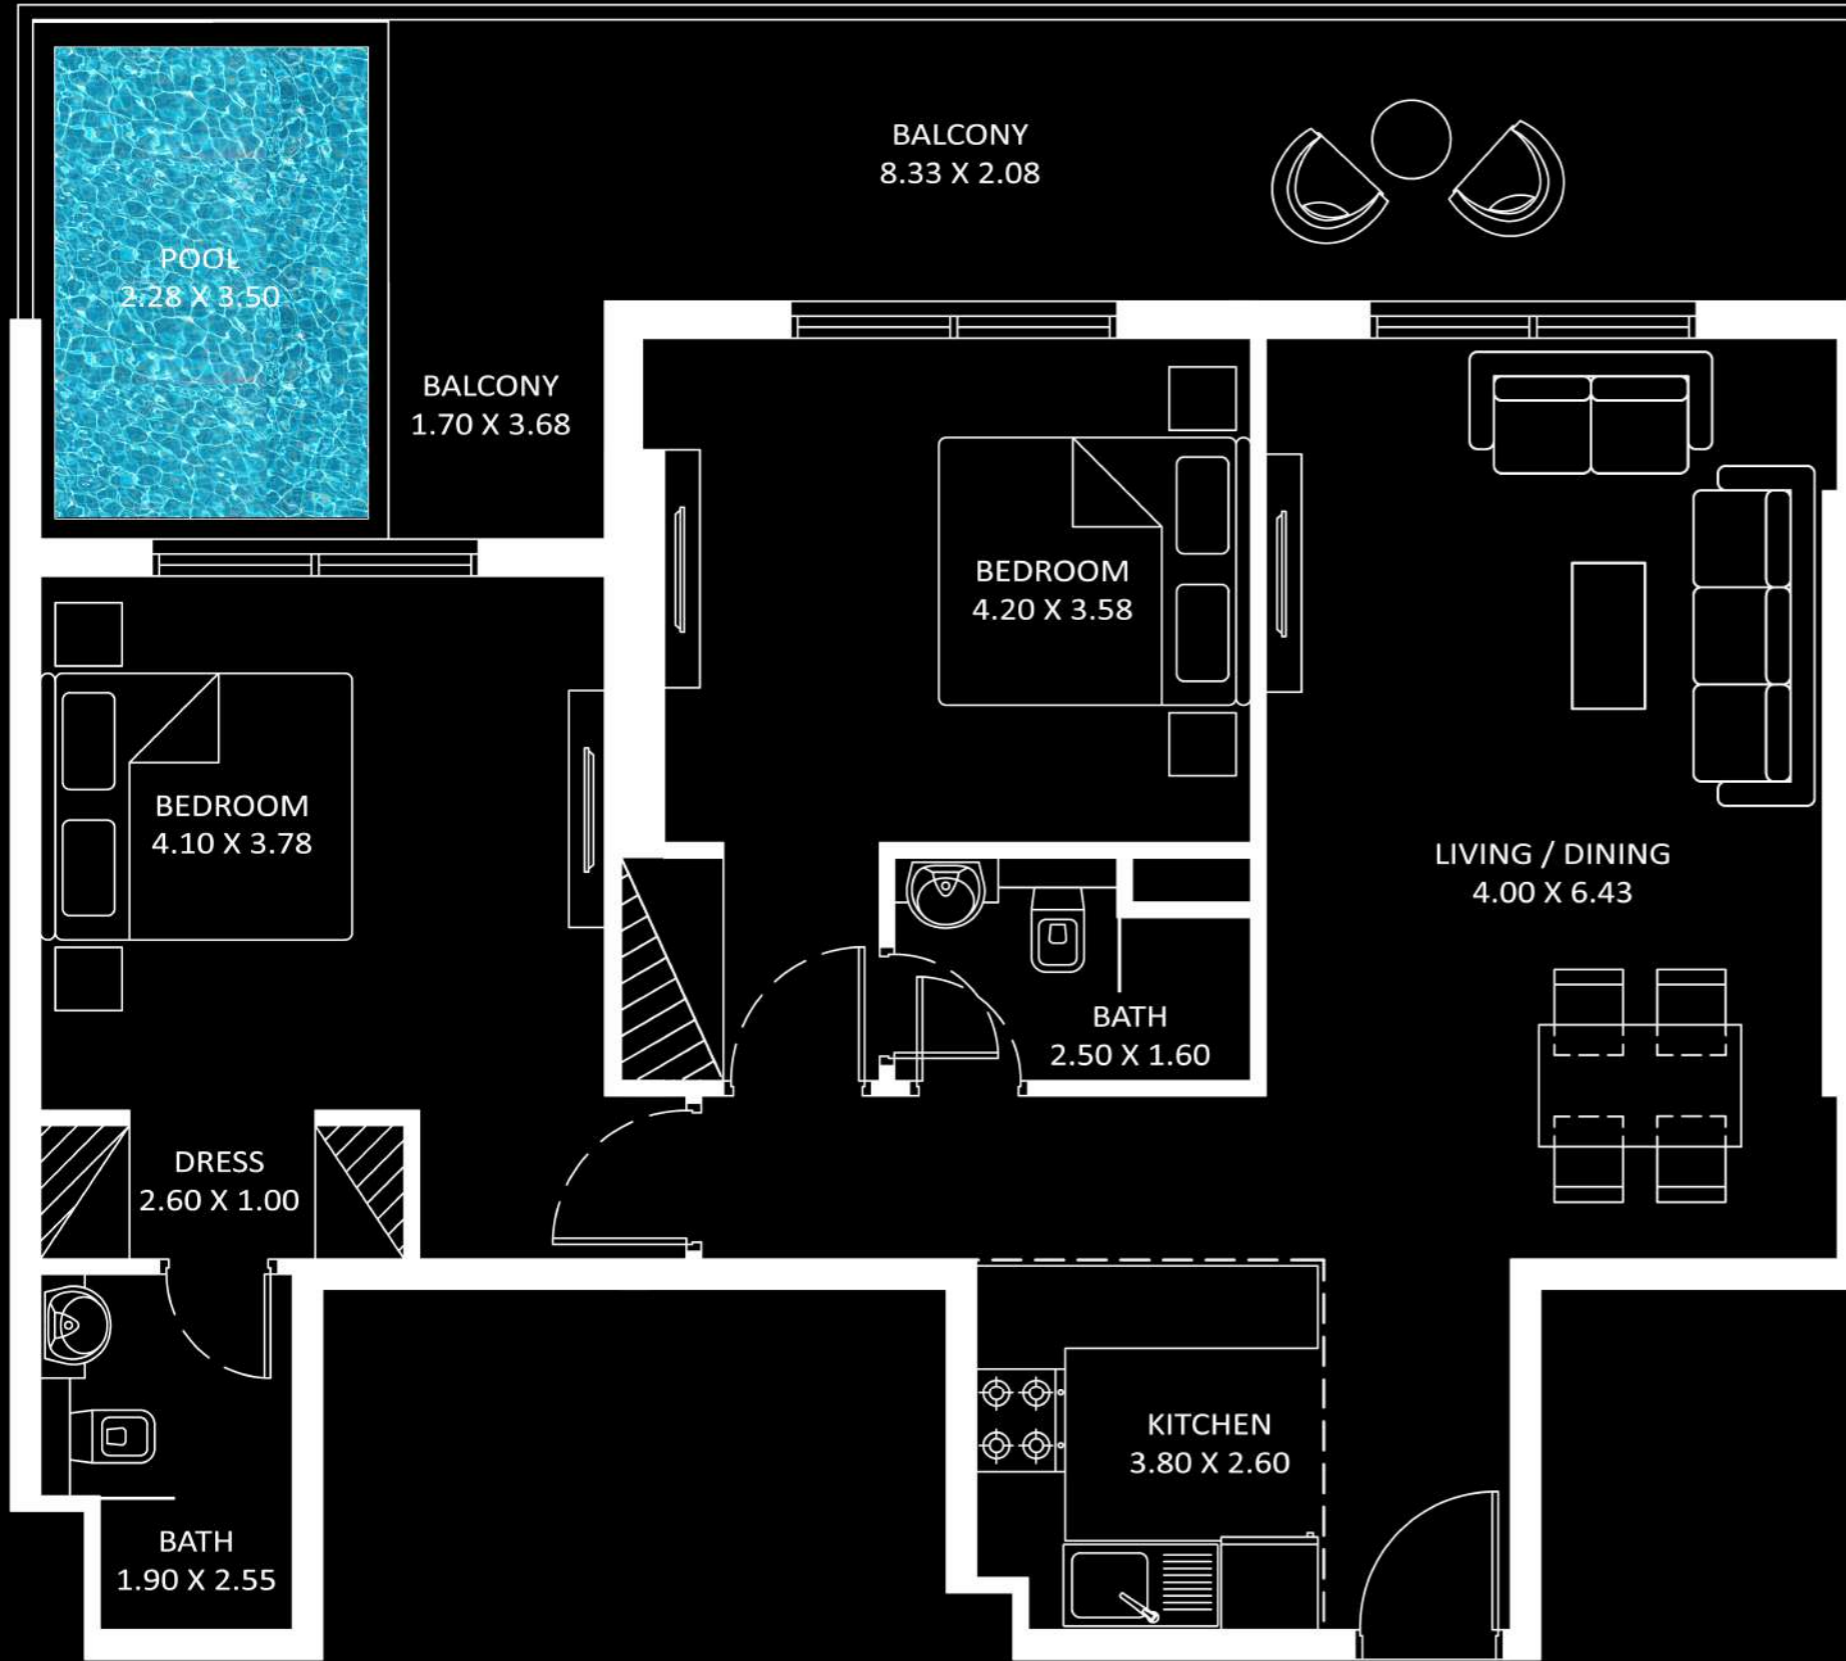 BALCONY
8.33 X 2.08
POOL
2.28 X 3.50
BALCONY
1.70 X 3.68
BEDROOM
4.20 X 3.58
BEDROOM
4.10 X 3.78
LIVING / DINING
4.00 X 6.43
BATH
2.50 X 1.60
DRESS
2.60 X 1.00
KITCHEN
3.80 X 2.60
BATH
1.90 X 2.55